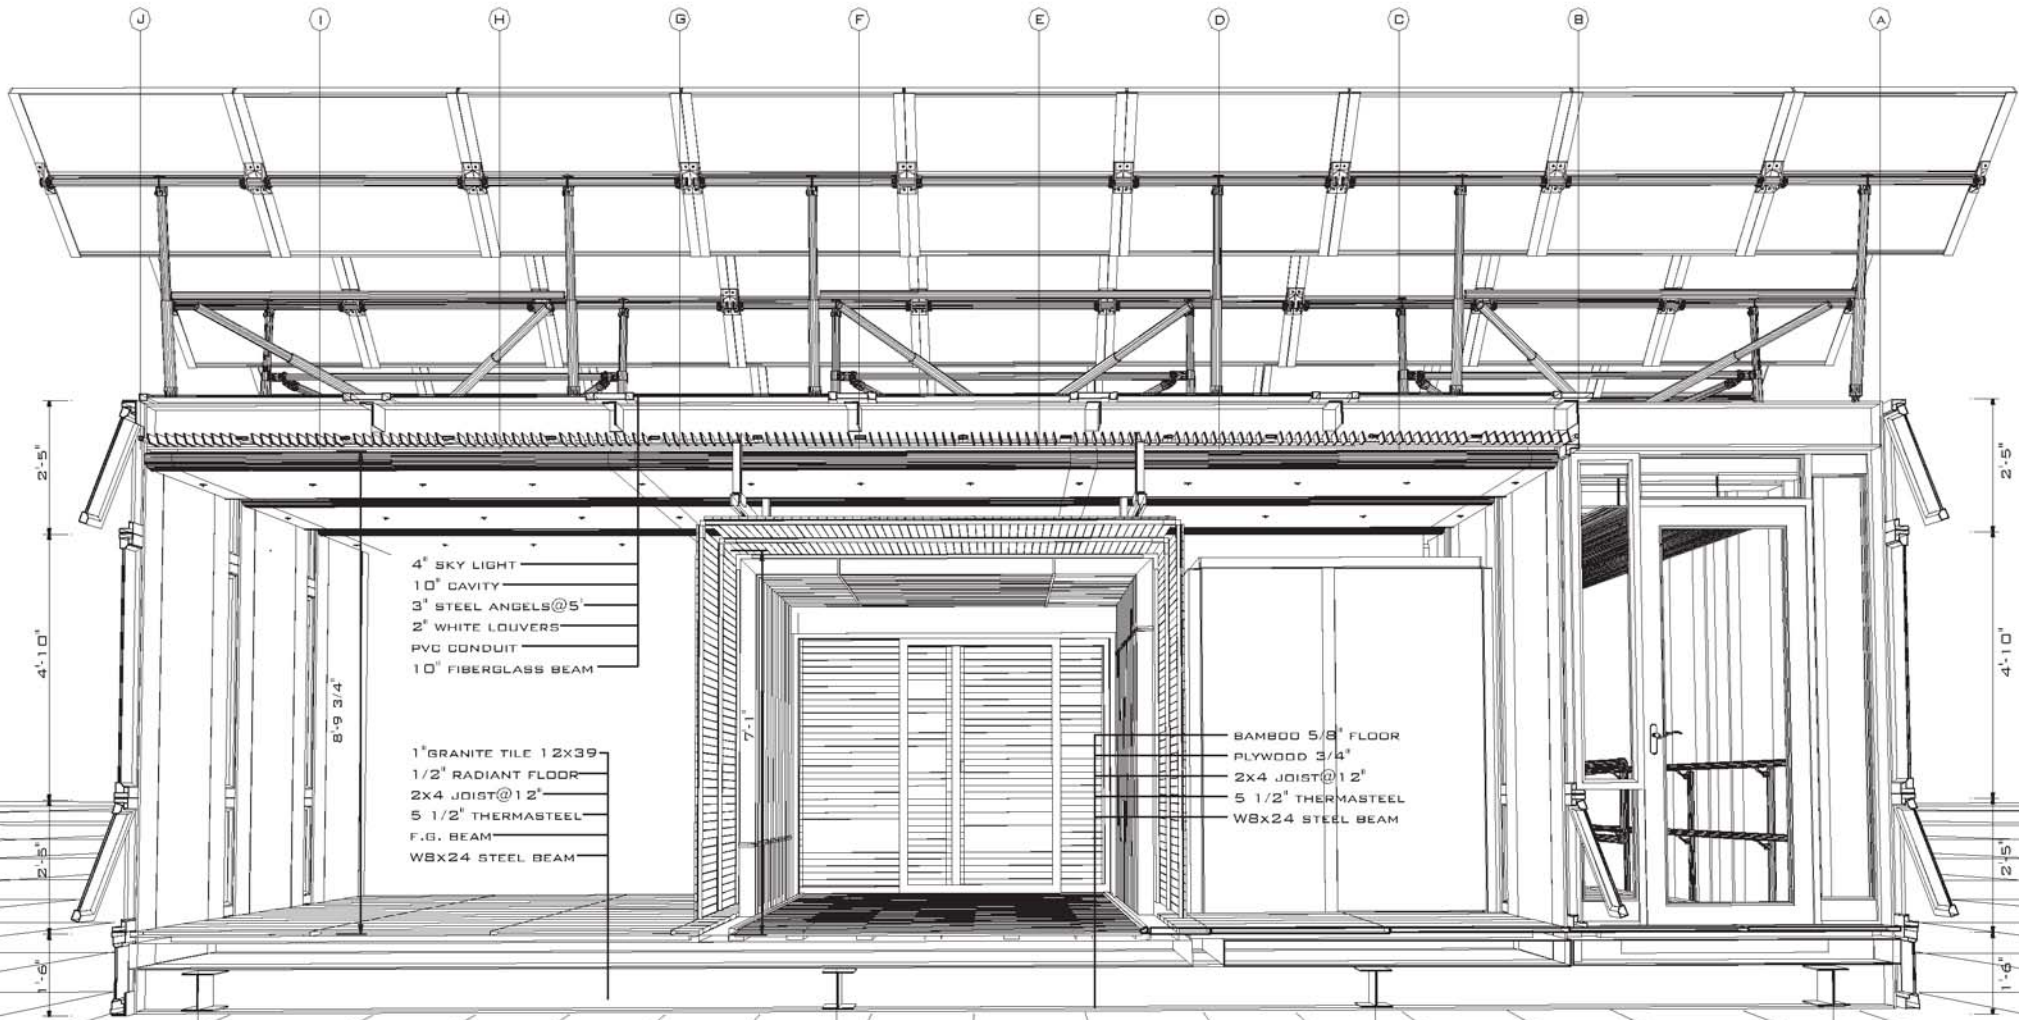 J I H G F E D C B A
2'-5"
4'-10"
2'-5"
1'-6"
4" SKY LIGHT
10" CAVITY
3" STEEL ANGELS@5'
2" WHITE LOUVERS
PVC CONDUIT
10" FIBERGLASS BEAM
8'-9 3/4"
1"GRANITE TILE 12x39
1/2" RADIANT FLOOR
2x4 JOIST@12"
5 1/2" THERMASTEEL
F.G. BEAM
W8x24 STEEL BEAM
7'-1"
BAMBOO 5/8" FLOOR
PLYWOOD 3/4"
2x4 JOIST@12"
5 1/2" THERMASTEEL
W8x24 STEEL BEAM
2'-5"
4'-10"
2'-5"
1'-6"